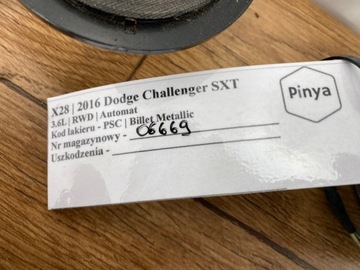 X28 | 2016 Dodge Challenger SXT
3.6L | RWD | Automat
Kod lakieru - PSC | Billet Metallic
Nr magazynowy - 06669
Uszkodzenia -
Pinya